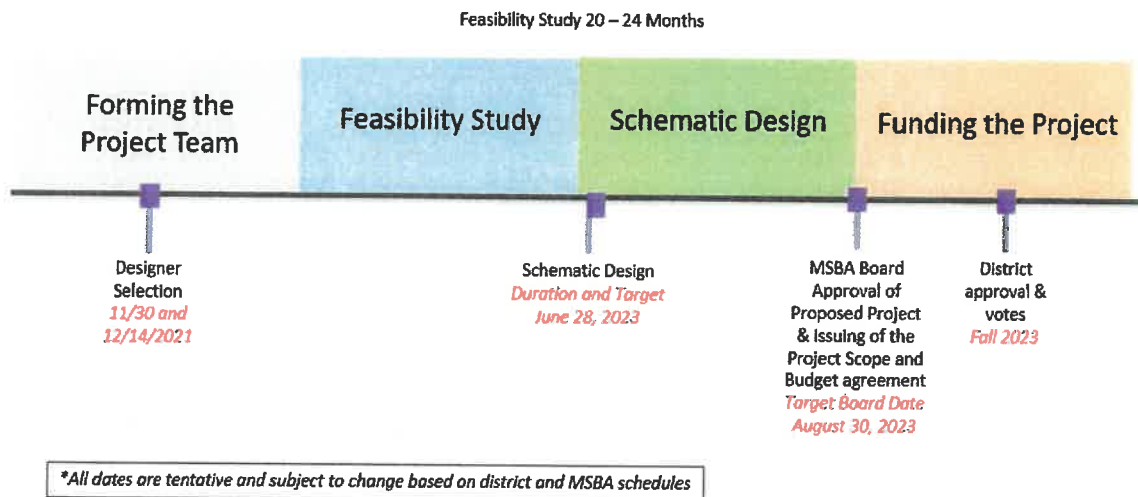 Feasibility Study 20 – 24 Months
Forming the
Project Team
Feasibility Study
Schematic Design
Funding the Project
Designer
Selection
11/30 and
12/14/2021
Schematic Design
Duration and Target
June 28, 2023
MSBA Board
Approval of
Proposed Project
& Issuing of the
Project Scope and
Budget agreement
Target Board Date
August 30, 2023
District
approval &
votes
Fall 2023
*All dates are tentative and subject to change based on district and MSBA schedules